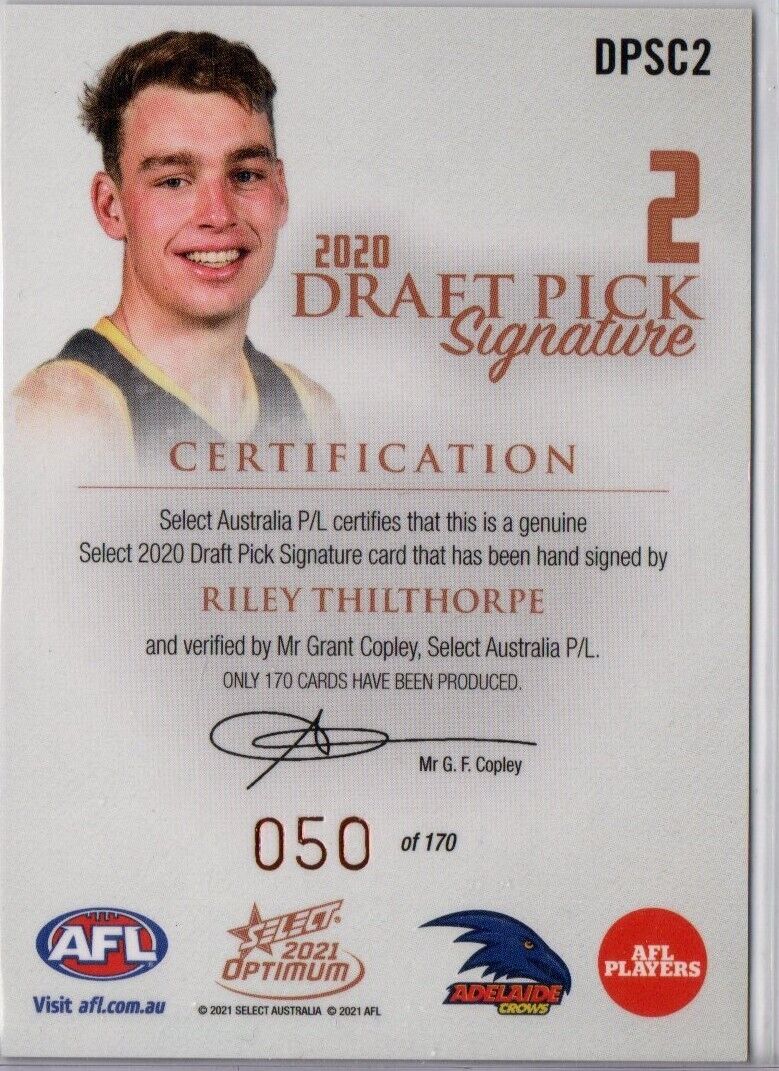 DPSC2
2
2020
DRAFT PICK
Signature
CERTIFICATION
Select Australia P/L certifies that this is a genuine
Select 2020 Draft Pick Signature card that has been hand signed by
RILEY THILTHORPE
and verified by Mr Grant Copley, Select Australia P/L.
ONLY 170 CARDS HAVE BEEN PRODUCED.
Mr G. F. Copley
050 of 170
AFL
Visit afl.com.au
SELECT
2021
OPTIMUM
© 2021 SELECT AUSTRALIA © 2021 AFL
ADELAIDE
CROWS
AFL
PLAYERS